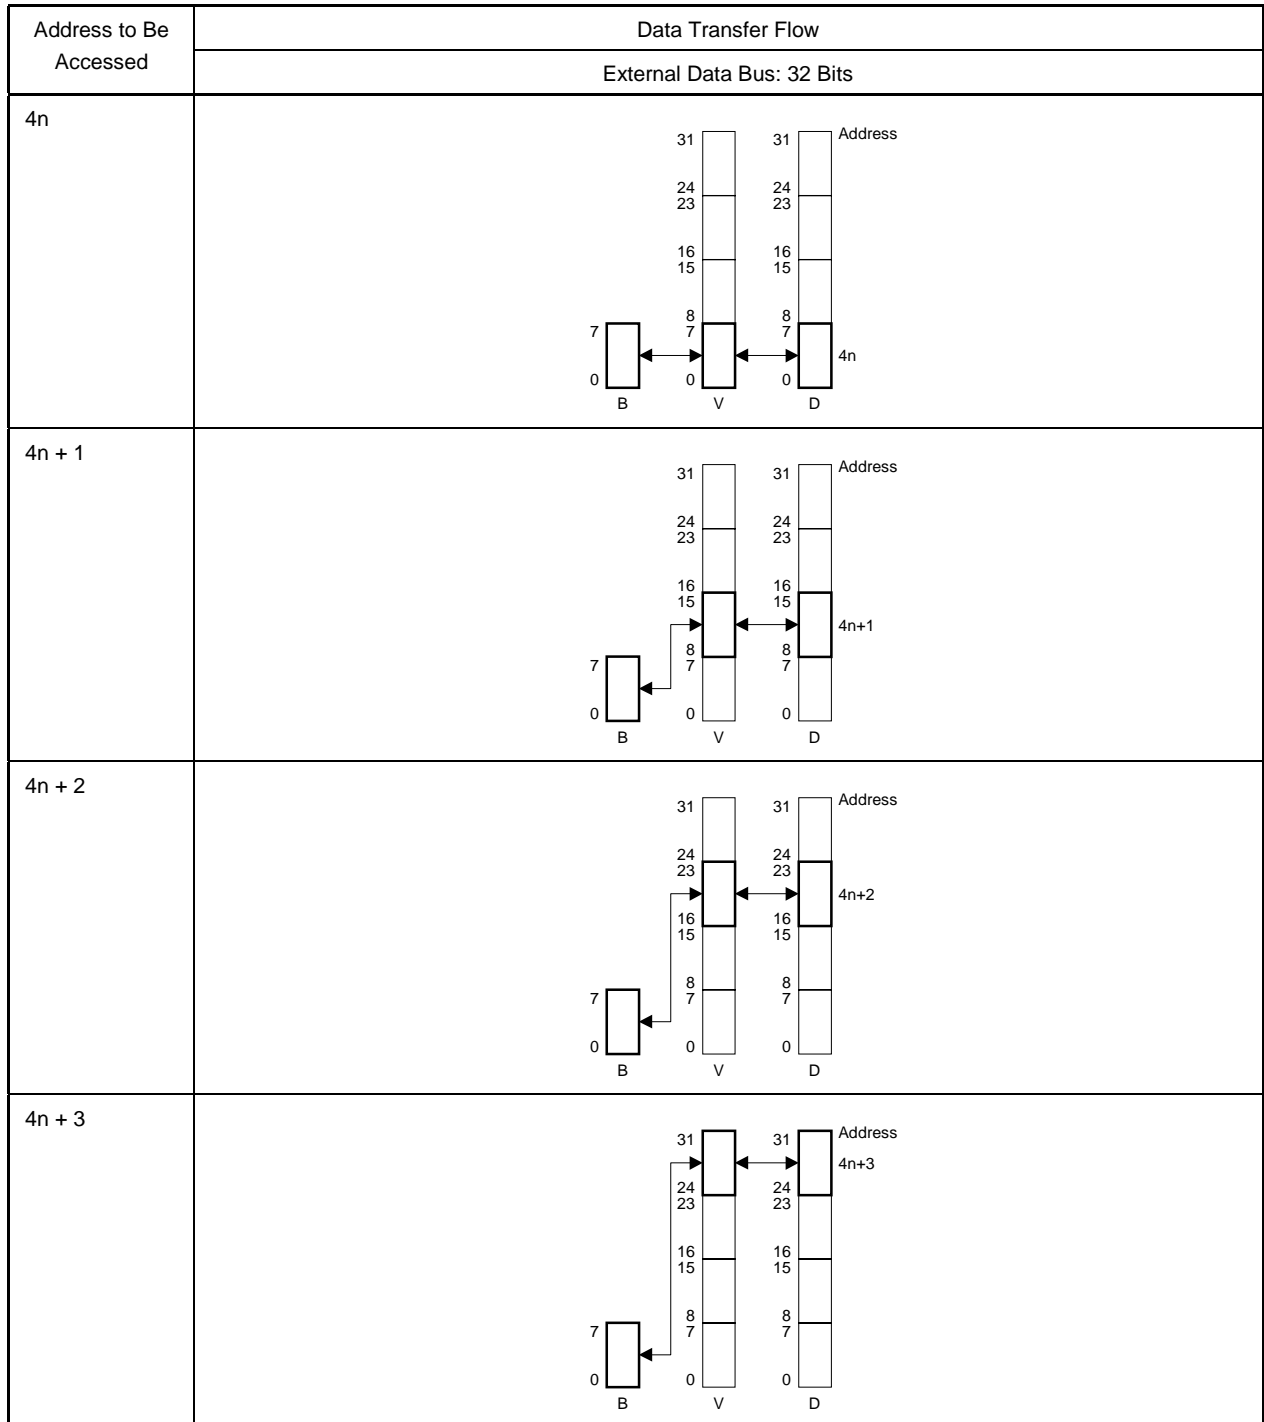 Address to Be
Accessed
Data Transfer Flow
External Data Bus: 32 Bits
4n
31 31 Address
24 24
23 23
16 16
15 15
8 8
7 7 7
4n
0 0 0
B V D
4n + 1
31 31 Address
24 24
23 23
16 16
15 15
4n+1
8 8
7 7 7
0 0 0
B V D
4n + 2
31 31 Address
24 24
23 23
4n+2
16 16
15 15
8 8
7 7 7
0 0 0
B V D
4n + 3
31 31 Address
4n+3
24 24
23 23
16 16
15 15
8 8
7 7 7
0 0 0
B V D